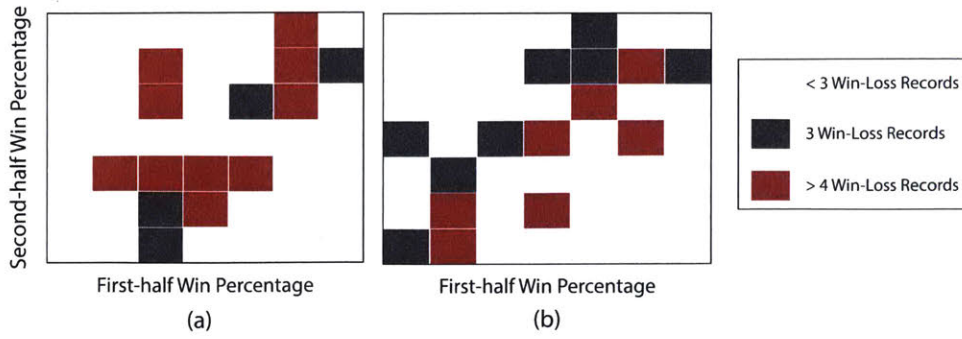 Second-half Win Percentage
First-half Win Percentage
(a)
First-half Win Percentage
(b)
< 3 Win-Loss Records
3 Win-Loss Records
> 4 Win-Loss Records